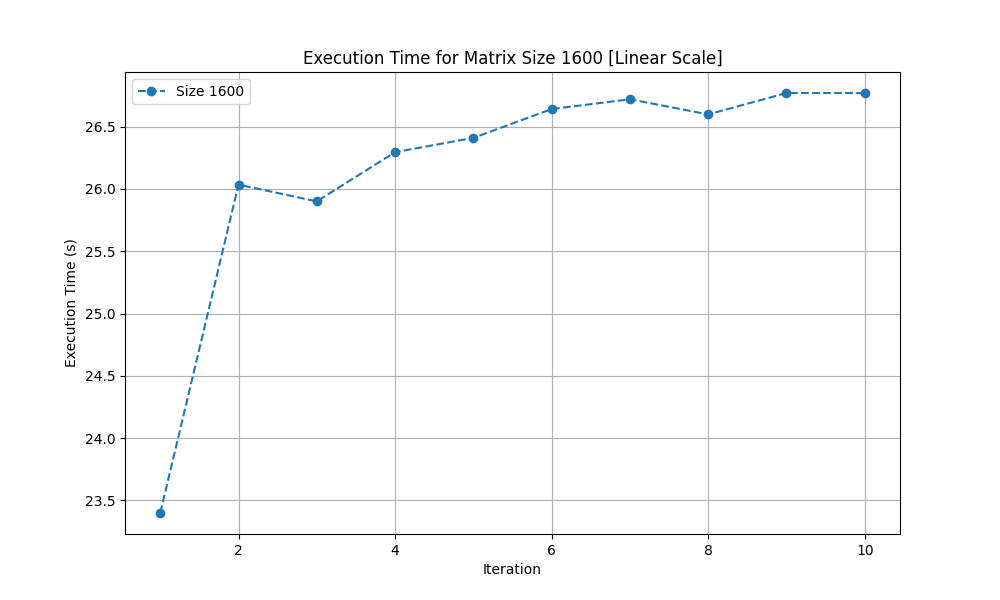 Execution Time for Matrix Size 1600 [Linear Scale]
Size 1600
26.5
26.0
25.5
25.0
24.5
24.0
23.5
Execution Time (s)
2 4 6 8 10
Iteration